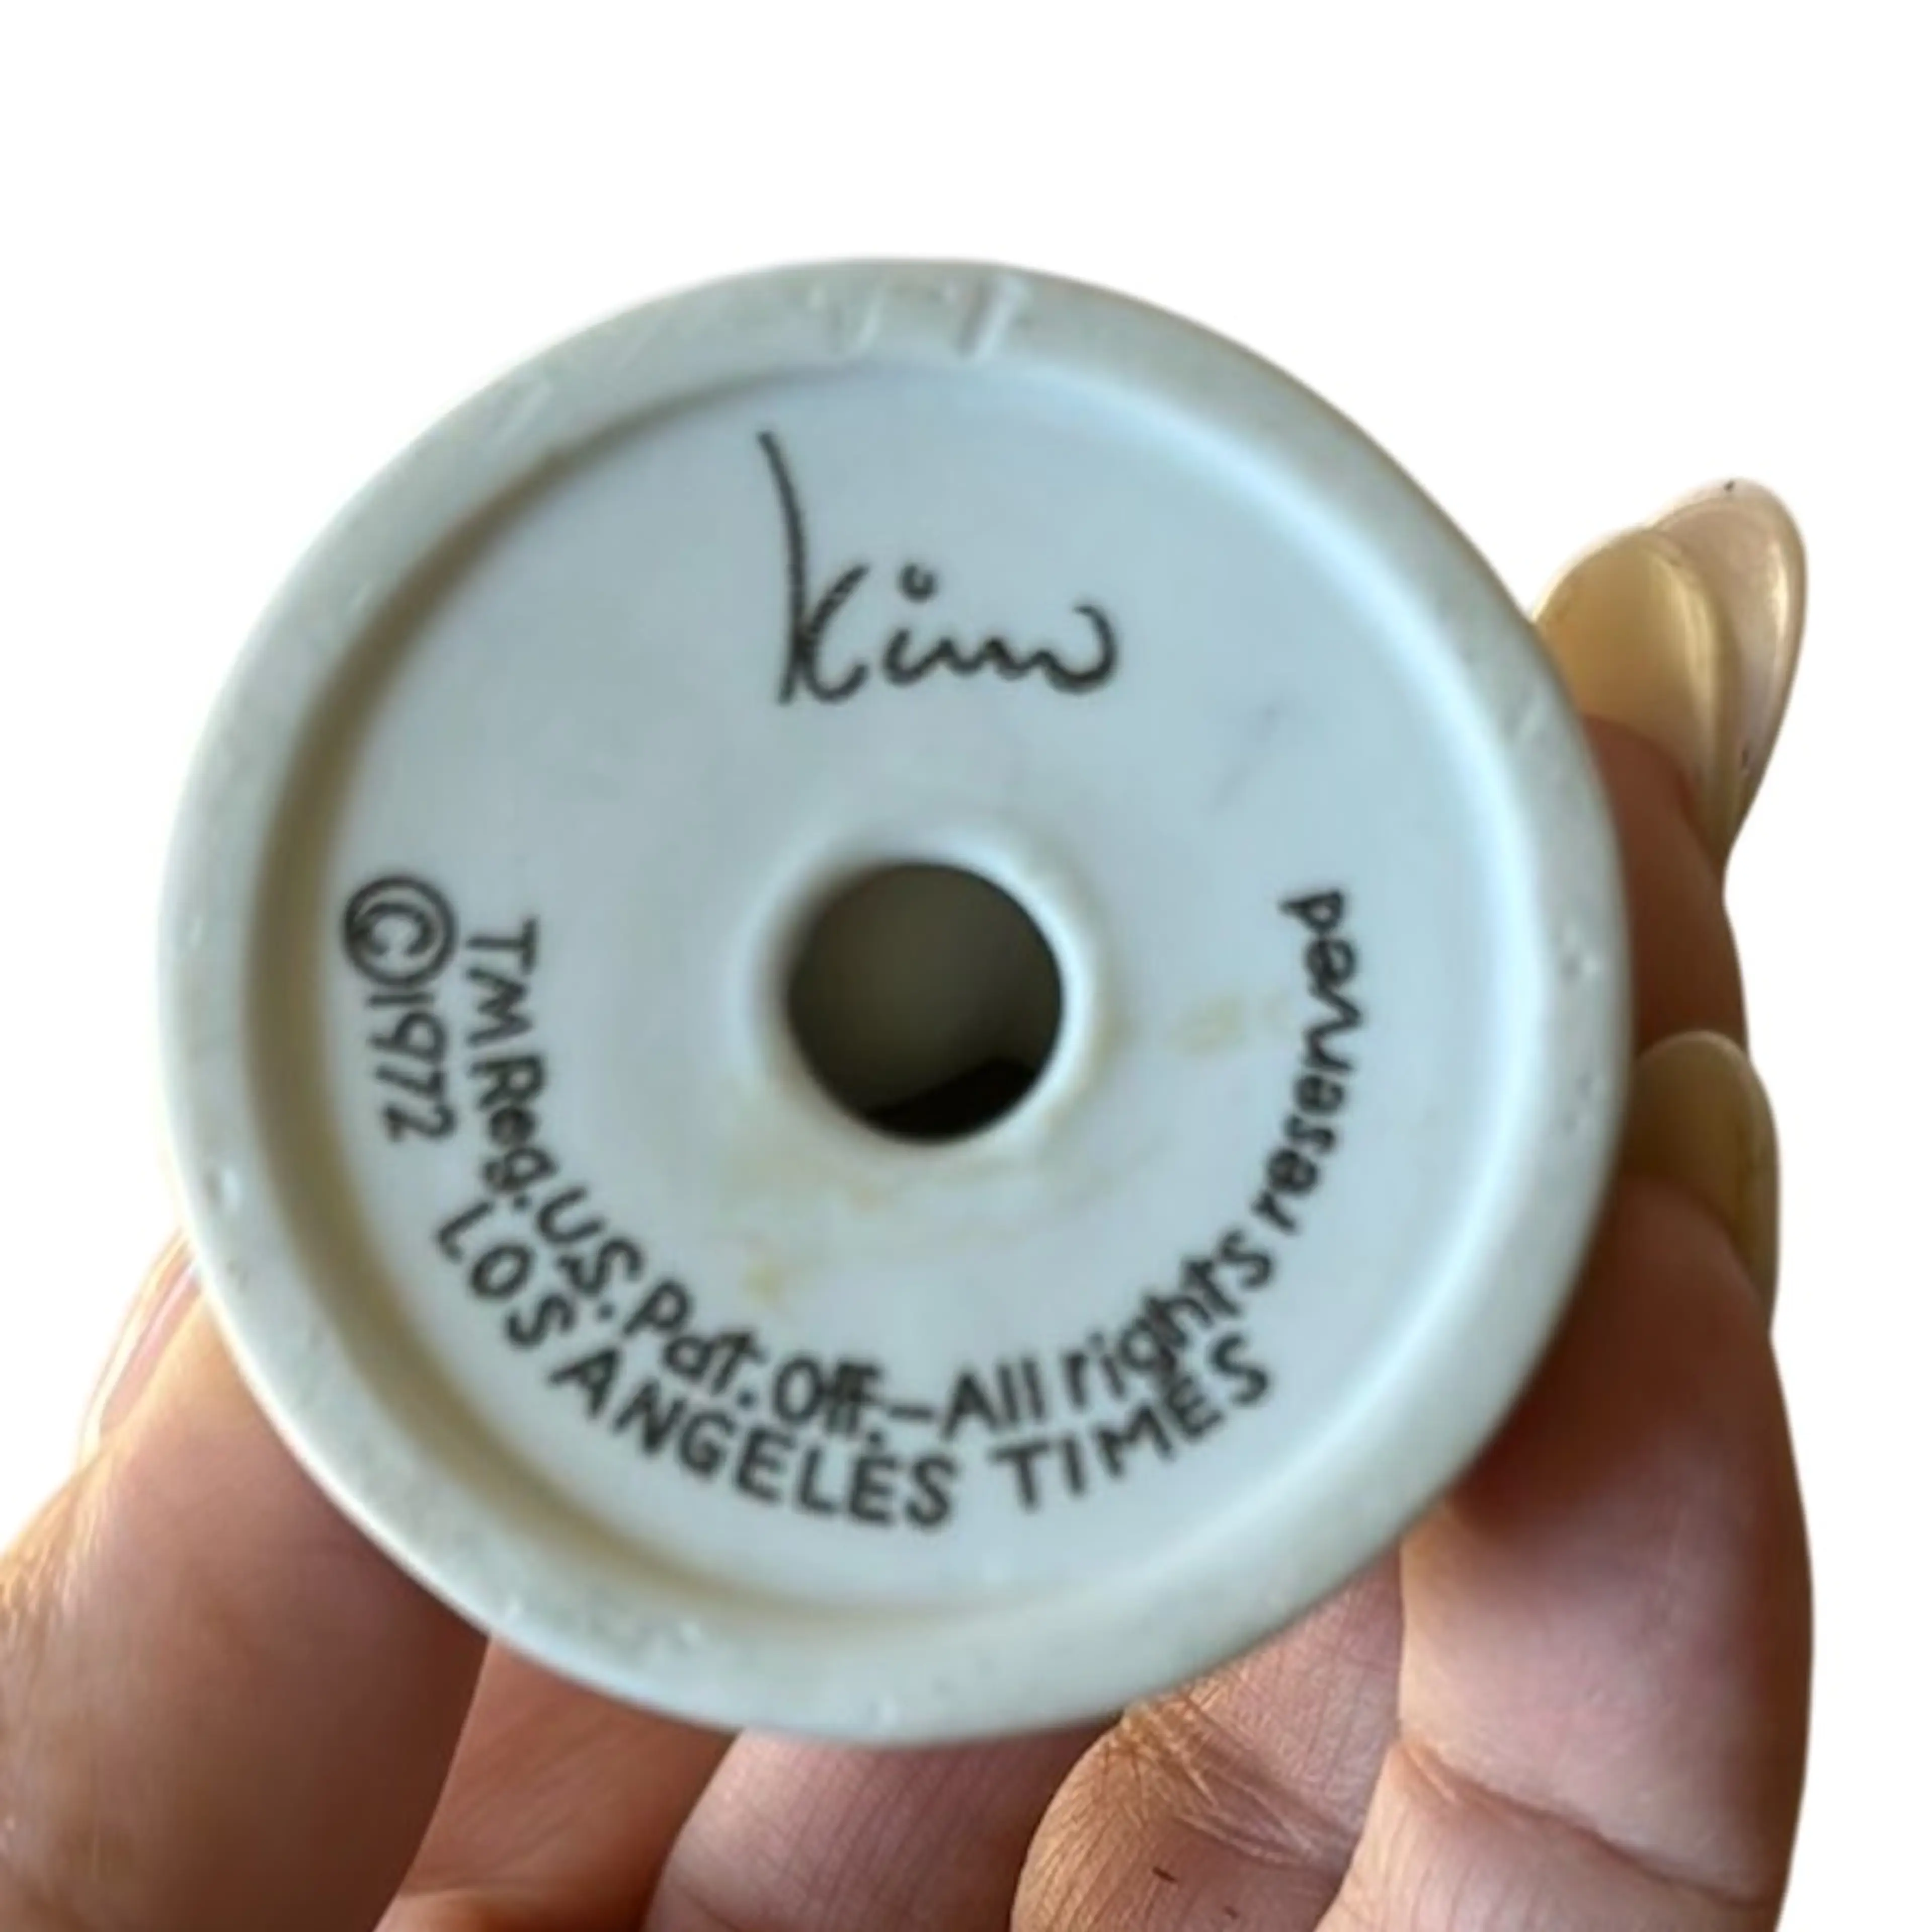 kim
TM Reg. U.S. Pat. Off.—All rights reserved
©1972 LOS ANGELES TIMES